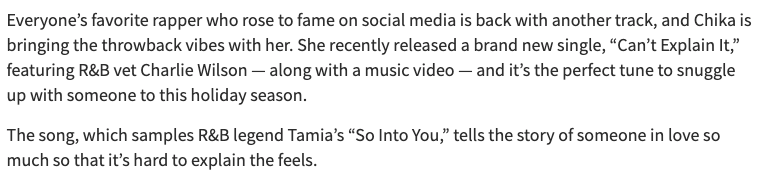 Everyone’s favorite rapper who rose to fame on social media is back with another track, and Chika is
bringing the throwback vibes with her. She recently released a brand new single, “Can’t Explain It,”
featuring R&B vet Charlie Wilson — along with a music video — and it’s the perfect tune to snuggle
up with someone to this holiday season.
The song, which samples R&B legend Tamia’s “So Into You,” tells the story of someone in love so
much so that it’s hard to explain the feels.